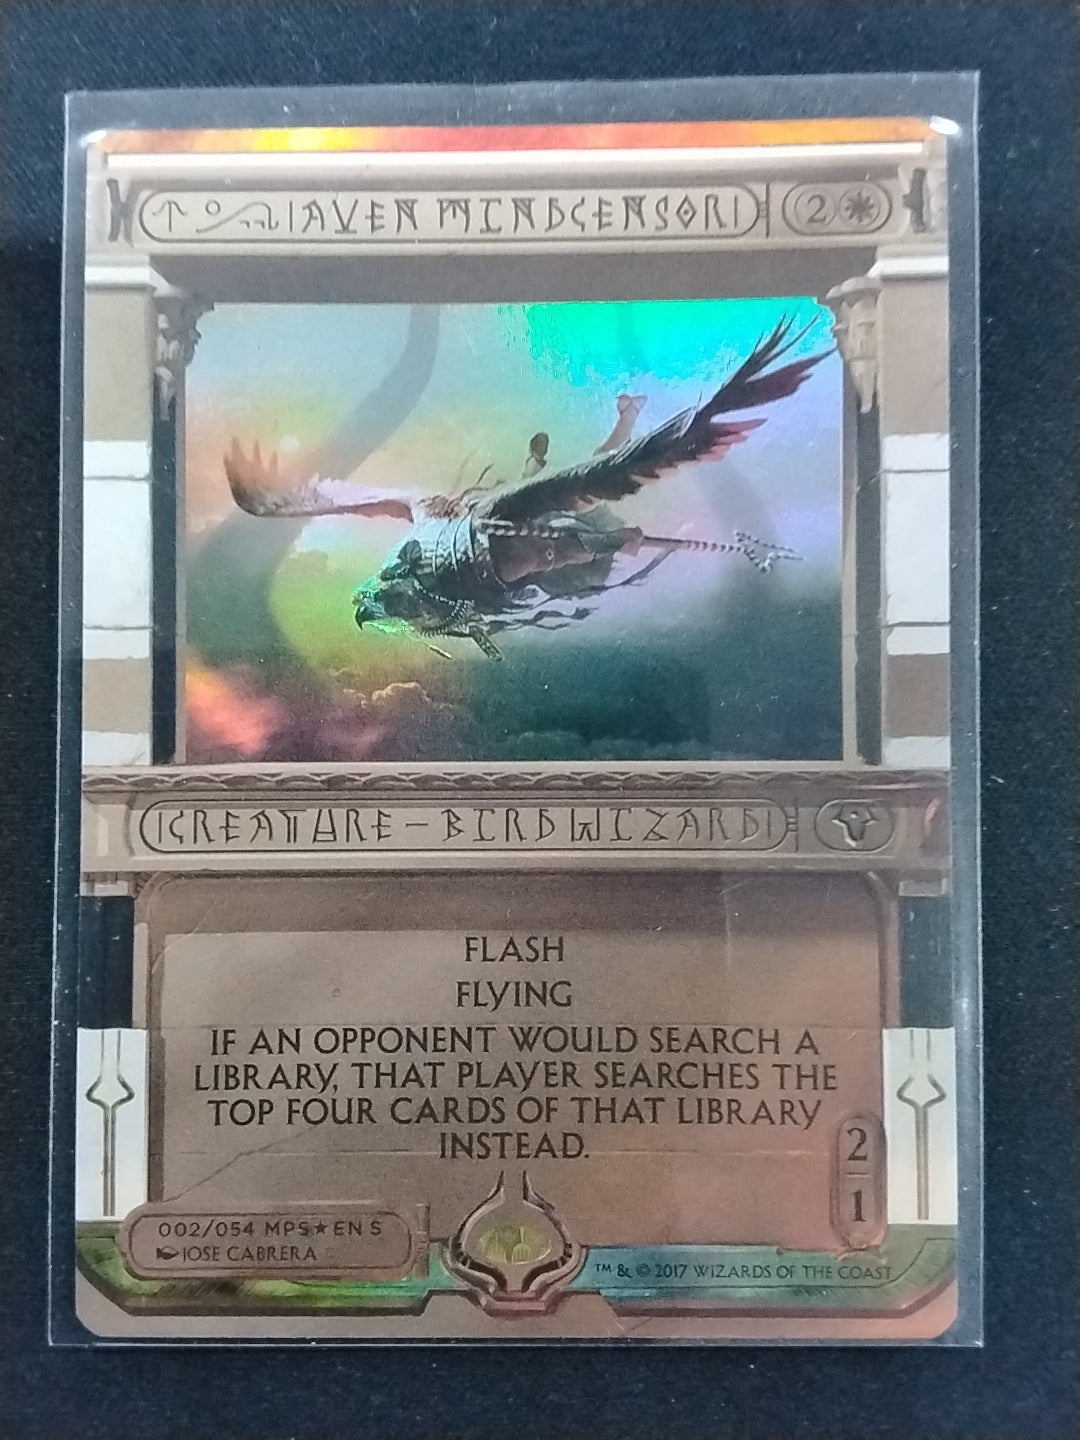 AVEN MINDCENSOR 2
CREATURE – BIRD WIZARD
FLASH
FLYING
IF AN OPPONENT WOULD SEARCH A
LIBRARY, THAT PLAYER SEARCHES THE
TOP FOUR CARDS OF THAT LIBRARY
INSTEAD.
2
1
002/054 MPS★EN S
JOSE CABRERA
™ & © 2017 WIZARDS OF THE COAST